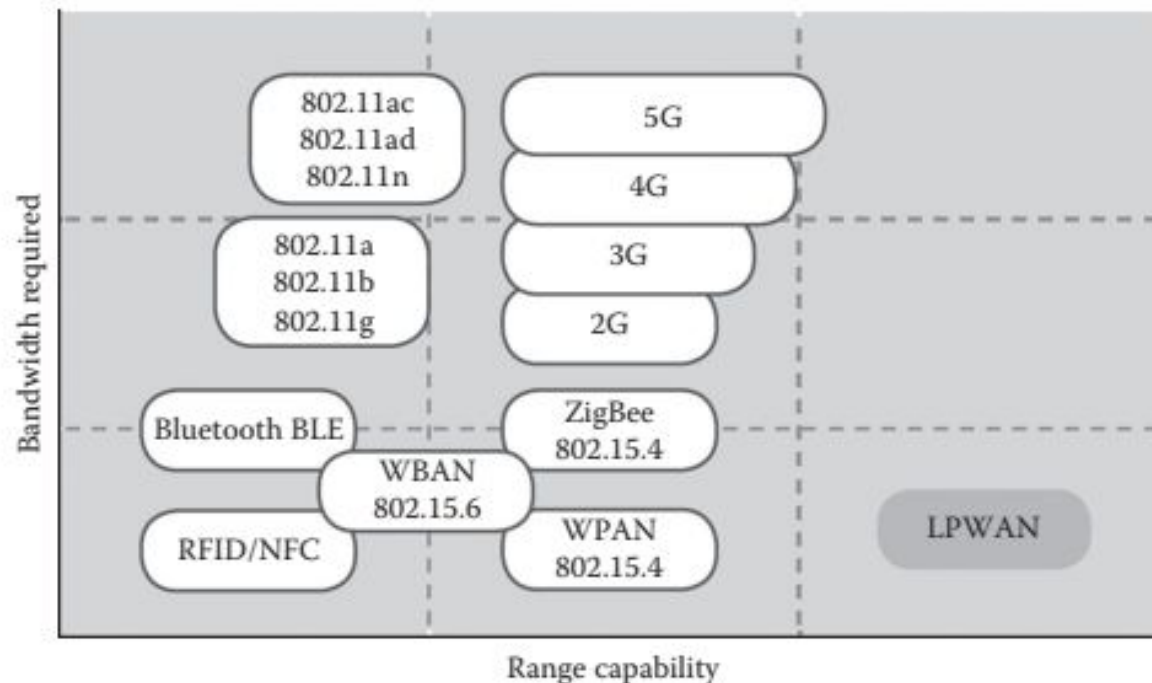 802.11ac
802.11ad
802.11n
5G
4G
802.11a
802.11b
802.11g
3G
2G
Bandwidth required
Bluetooth BLE
ZigBee
802.15.4
WBAN
802.15.6
RFID/NFC
WPAN
802.15.4
LPWAN
Range capability